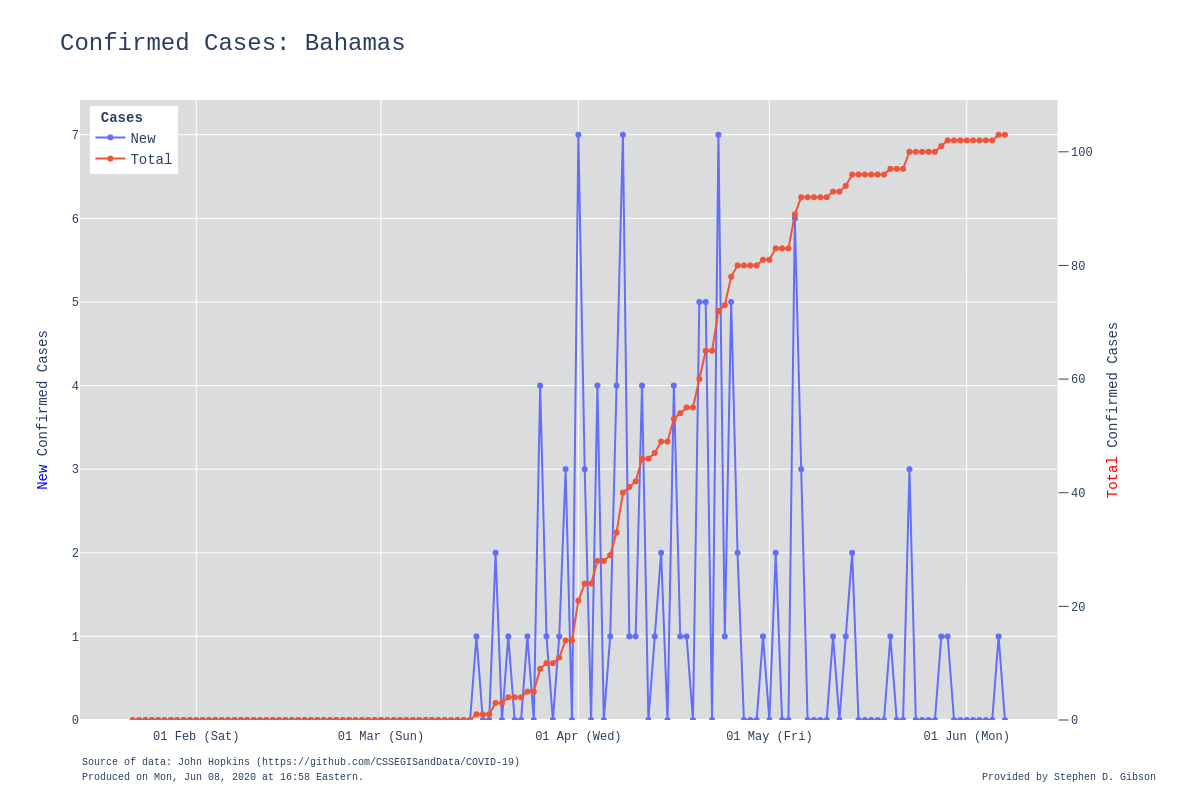 Confirmed Cases: Bahamas
Cases
New
Total
7
6
5
4
3
2
1
0
100
80
60
40
20
0
New Confirmed Cases
Total Confirmed Cases
01 Feb (Sat)
01 Mar (Sun)
01 Apr (Wed)
01 May (Fri)
01 Jun (Mon)
Source of data: John Hopkins (https://github.com/CSSEGISandData/COVID-19)
Produced on Mon, Jun 08, 2020 at 16:58 Eastern.
Provided by Stephen D. Gibson